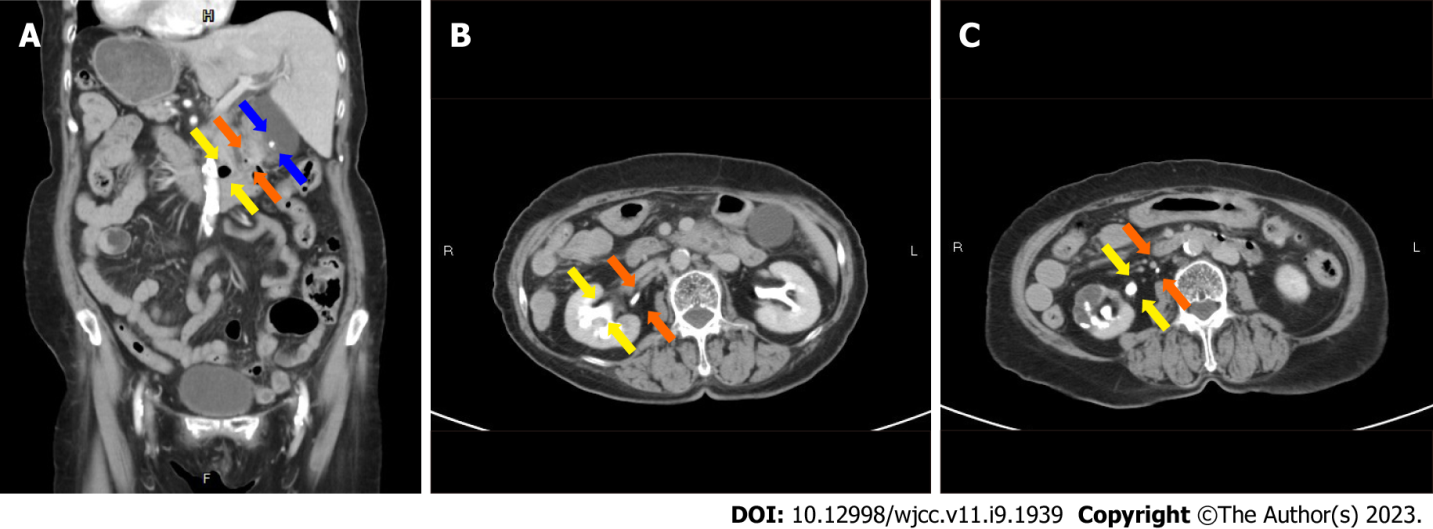 A
H
F
B
R
L
C
R
L
DOI: 10.12998/wjcc.v11.i9.1939 Copyright ©The Author(s) 2023.